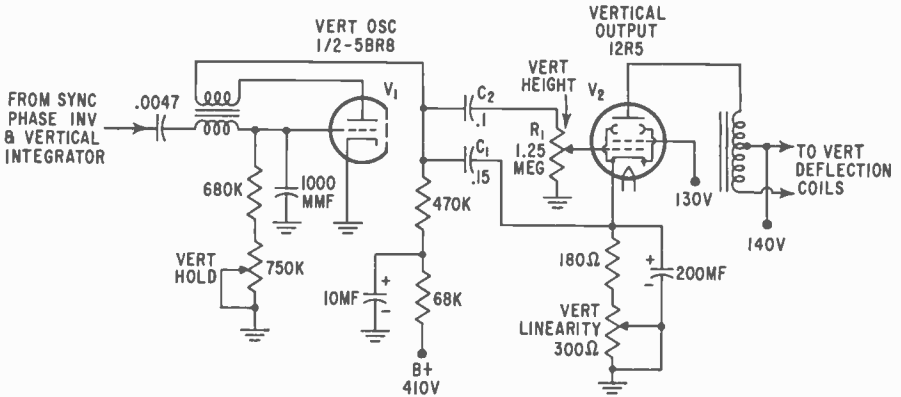 VERT OSC
1/2-5BR8
VERTICAL
OUTPUT
12R5
FROM SYNC
PHASE INV
& VERTICAL
INTEGRATOR
.0047
V1
C2
.1
VERT
HEIGHT
V2
R1
1.25
MEG
C1
.15
680K
1000
MMF
470K
130V
TO VERT
DEFLECTION
COILS
140V
VERT
HOLD
750K
10MF
+
-
68K
B+
410V
180Ω
+
-
200MF
VERT
LINEARITY
300Ω